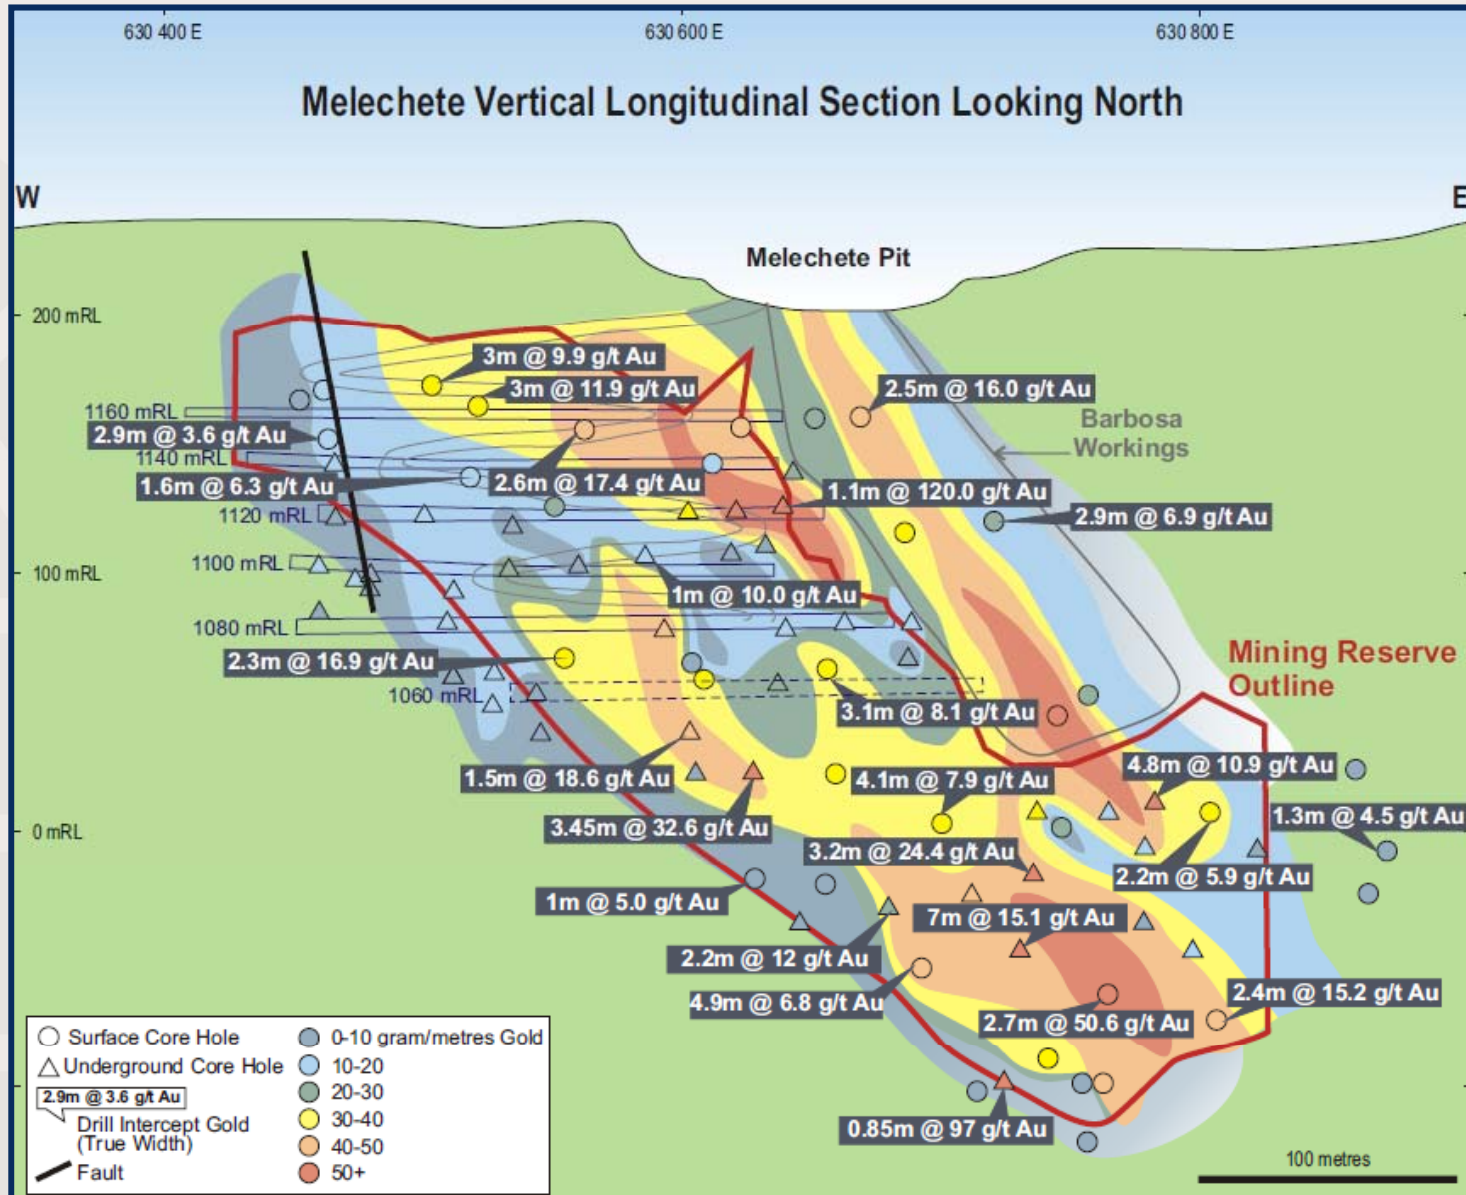 630 400 E
630 600 E
630 800 E
Melechete Vertical Longitudinal Section Looking North
W
E
Melechete Pit
200 mRL
3m @ 9.9 g/t Au
3m @ 11.9 g/t Au
2.5m @ 16.0 g/t Au
1160 mRL
2.9m @ 3.6 g/t Au
Barbosa
Workings
1140 mRL
1.6m @ 6.3 g/t Au
2.6m @ 17.4 g/t Au
1.1m @ 120.0 g/t Au
1120 mRL
2.9m @ 6.9 g/t Au
1100 mRL
100 mRL
1m @ 10.0 g/t Au
1080 mRL
2.3m @ 16.9 g/t Au
Mining Reserve
Outline
1060 mRL
3.1m @ 8.1 g/t Au
1.5m @ 18.6 g/t Au
4.1m @ 7.9 g/t Au
4.8m @ 10.9 g/t Au
1.3m @ 4.5 g/t Au
0 mRL
3.45m @ 32.6 g/t Au
3.2m @ 24.4 g/t Au
2.2m @ 5.9 g/t Au
1m @ 5.0 g/t Au
7m @ 15.1 g/t Au
2.2m @ 12 g/t Au
4.9m @ 6.8 g/t Au
2.4m @ 15.2 g/t Au
2.7m @ 50.6 g/t Au
0.85m @ 97 g/t Au
Surface Core Hole
Underground Core Hole
2.9m @ 3.6 g/t Au
Drill Intercept Gold
(True Width)
Fault
0-10 gram/metres Gold
10-20
20-30
30-40
40-50
50+
100 metres